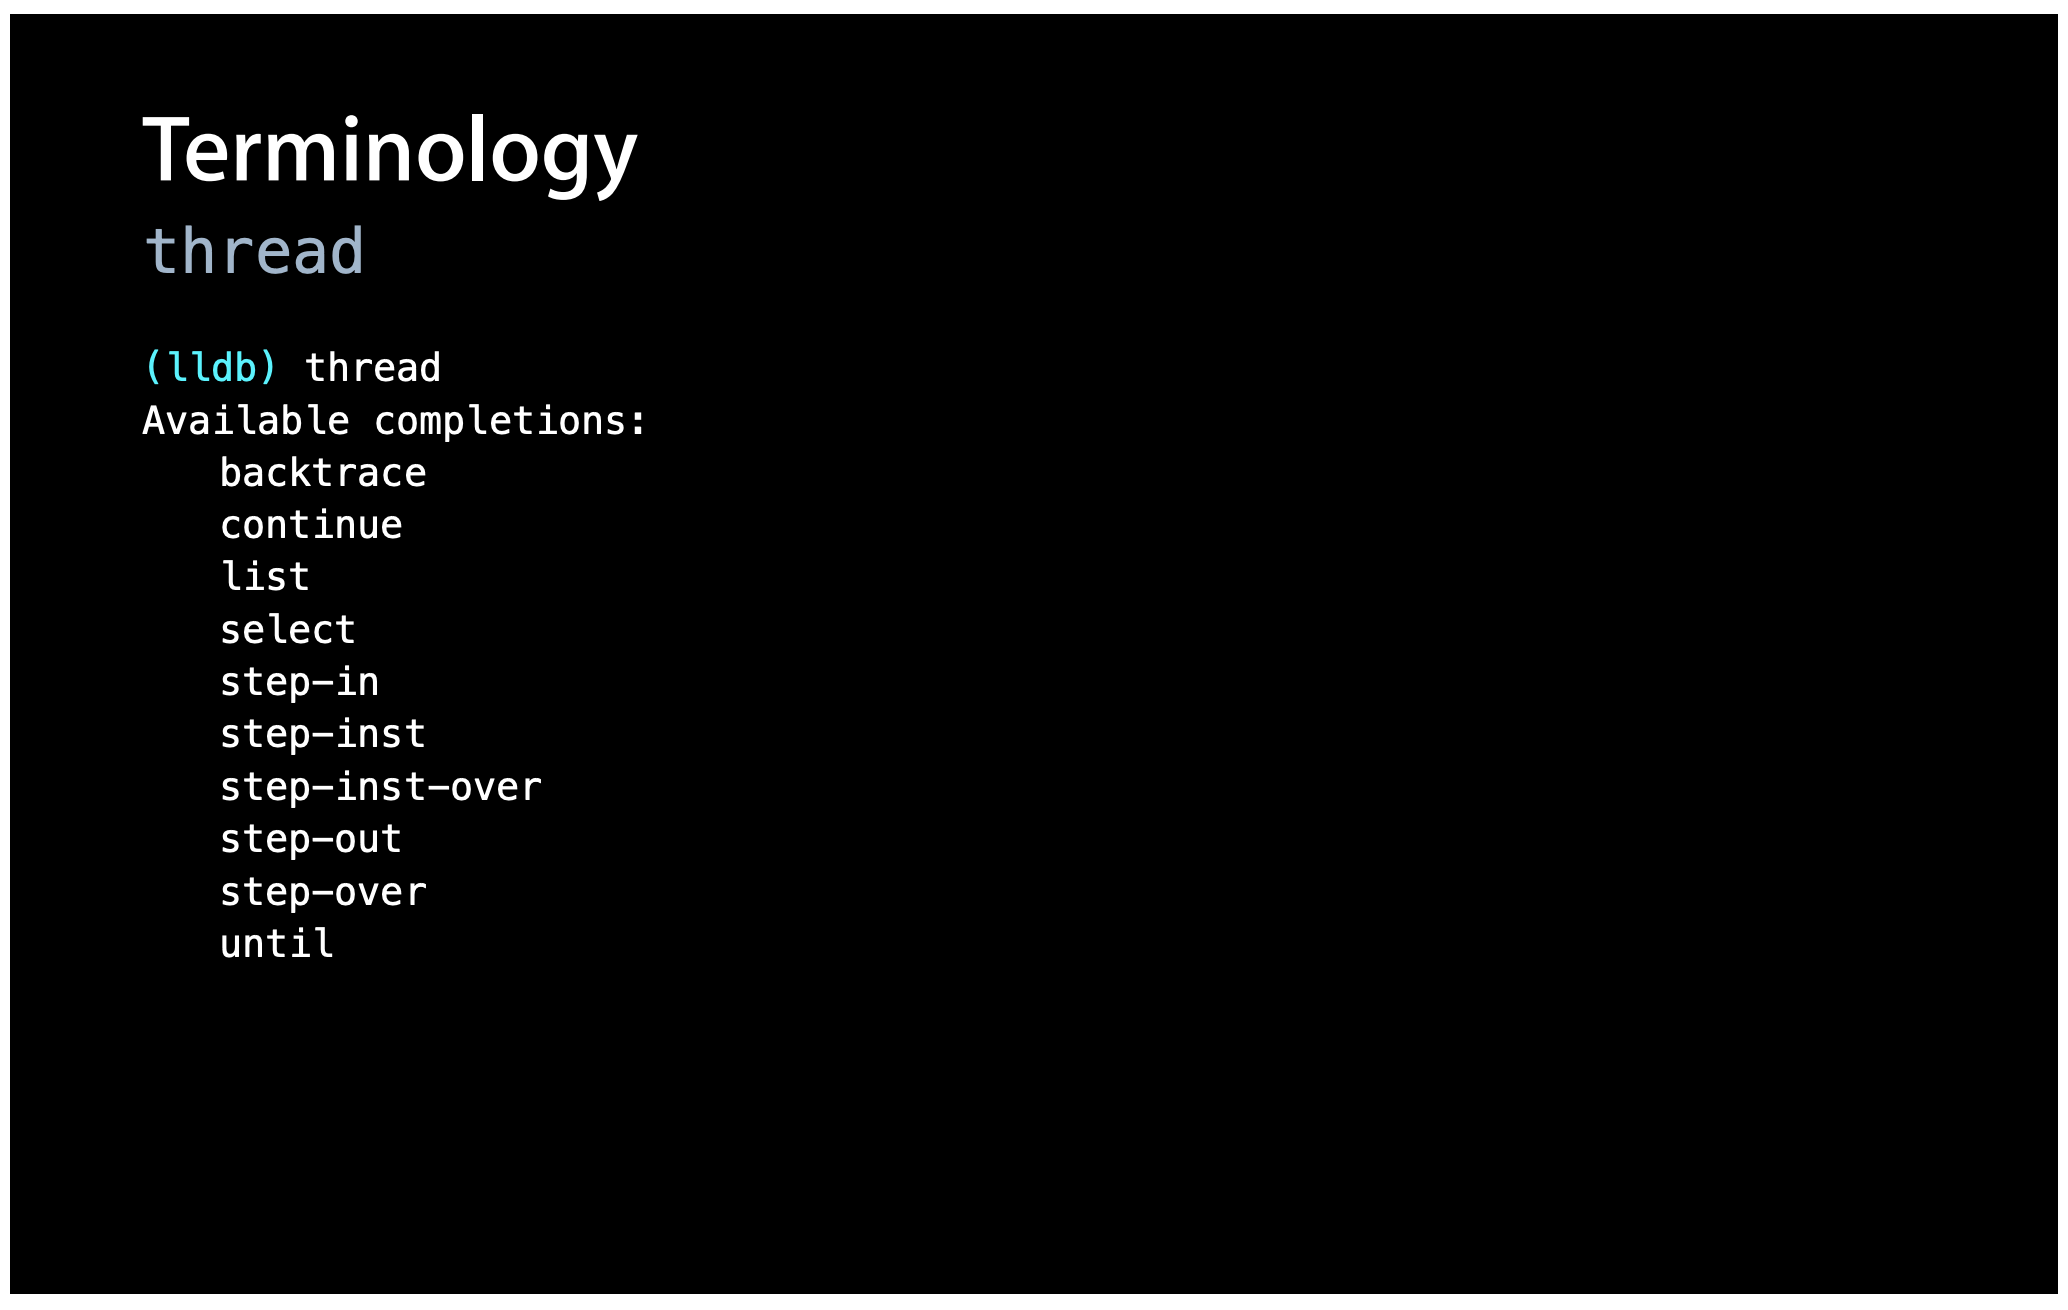 Terminology
thread
(lldb) thread
Available completions:
backtrace
continue
list
select
step-in
step-inst
step-inst-over
step-out
step-over
until